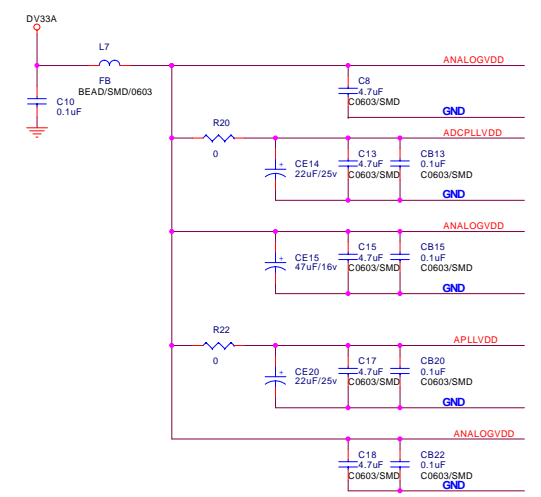 DV33A
L7
FB
BEAD/SMD/0603
C10
0.1uF
ANALOGVDD
C8
4.7uF
C0603/SMD
GND
R20
0
ADCPLLVDD
+
CE14
22uF/25v
C13
4.7uF
C0603/SMD
CB13
0.1uF
C0603/SMD
GND
ANALOGVDD
+
CE15
47uF/16v
C15
4.7uF
C0603/SMD
CB15
0.1uF
C0603/SMD
GND
R22
0
APLLVDD
+
CE20
22uF/25v
C17
4.7uF
C0603/SMD
CB20
0.1uF
C0603/SMD
GND
ANALOGVDD
C18
4.7uF
C0603/SMD
CB22
0.1uF
C0603/SMD
GND